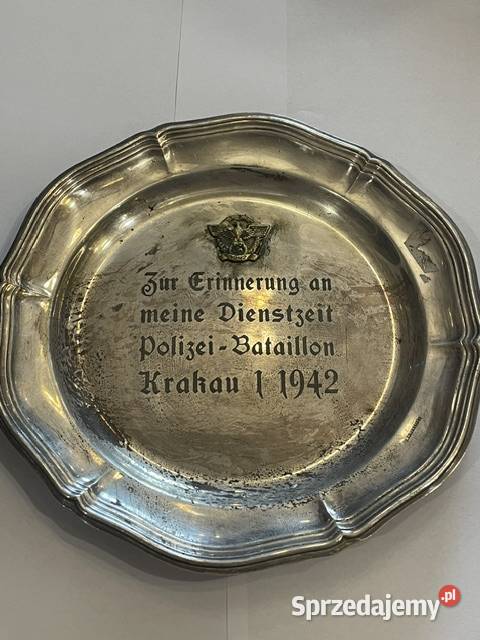 Zur Erinnerung an
meine Dienstzeit
Polizei-Bataillon
Krakau I 1942
Sprzedajemy.pl